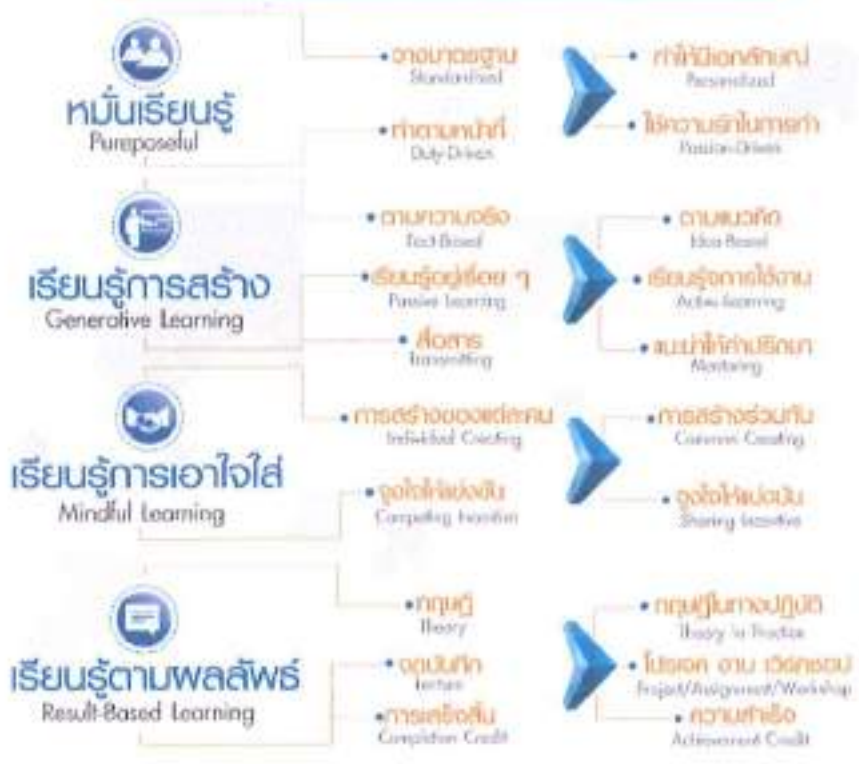 หมั่นเรียนรู้
Pureposeful
วางมาตรฐาน
Standardized
ทำตามหน้าที่
Duty-Driven
ทำให้มีเอกลักษณ์
Personalized
ใช้ความรักในการทำ
Passion-Driven
เรียนรู้การสร้าง
Generative Learning
ตามความจริง
Fact-Based
เรียนรู้อยู่เรื่อย ๆ
Passive Learning
สื่อสาร
Transmitting
ตามแนวคิด
Idea-Based
เรียนรู้จากการใช้งาน
Active-Learning
แนะนำให้คำปรึกษา
Mentoring
เรียนรู้การเอาใจใส่
Mindful Learning
การสร้างของแต่ละคน
Individual Creating
จูงใจให้แข่งขัน
Competing Incentive
การสร้างร่วมกัน
Common Creating
จูงใจให้แบ่งปัน
Sharing Incentive
เรียนรู้ตามผลลัพธ์
Result-Based Learning
ทฤษฎี
Theory
จดบันทึก
Lecture
การเสร็จสิ้น
Completion Credit
ทฤษฎีในทางปฏิบัติ
Theory in Practice
โปรเจค งาน เวิร์คชอป
Project/Assignment/Workshop
ความสำเร็จ
Achievement Credit